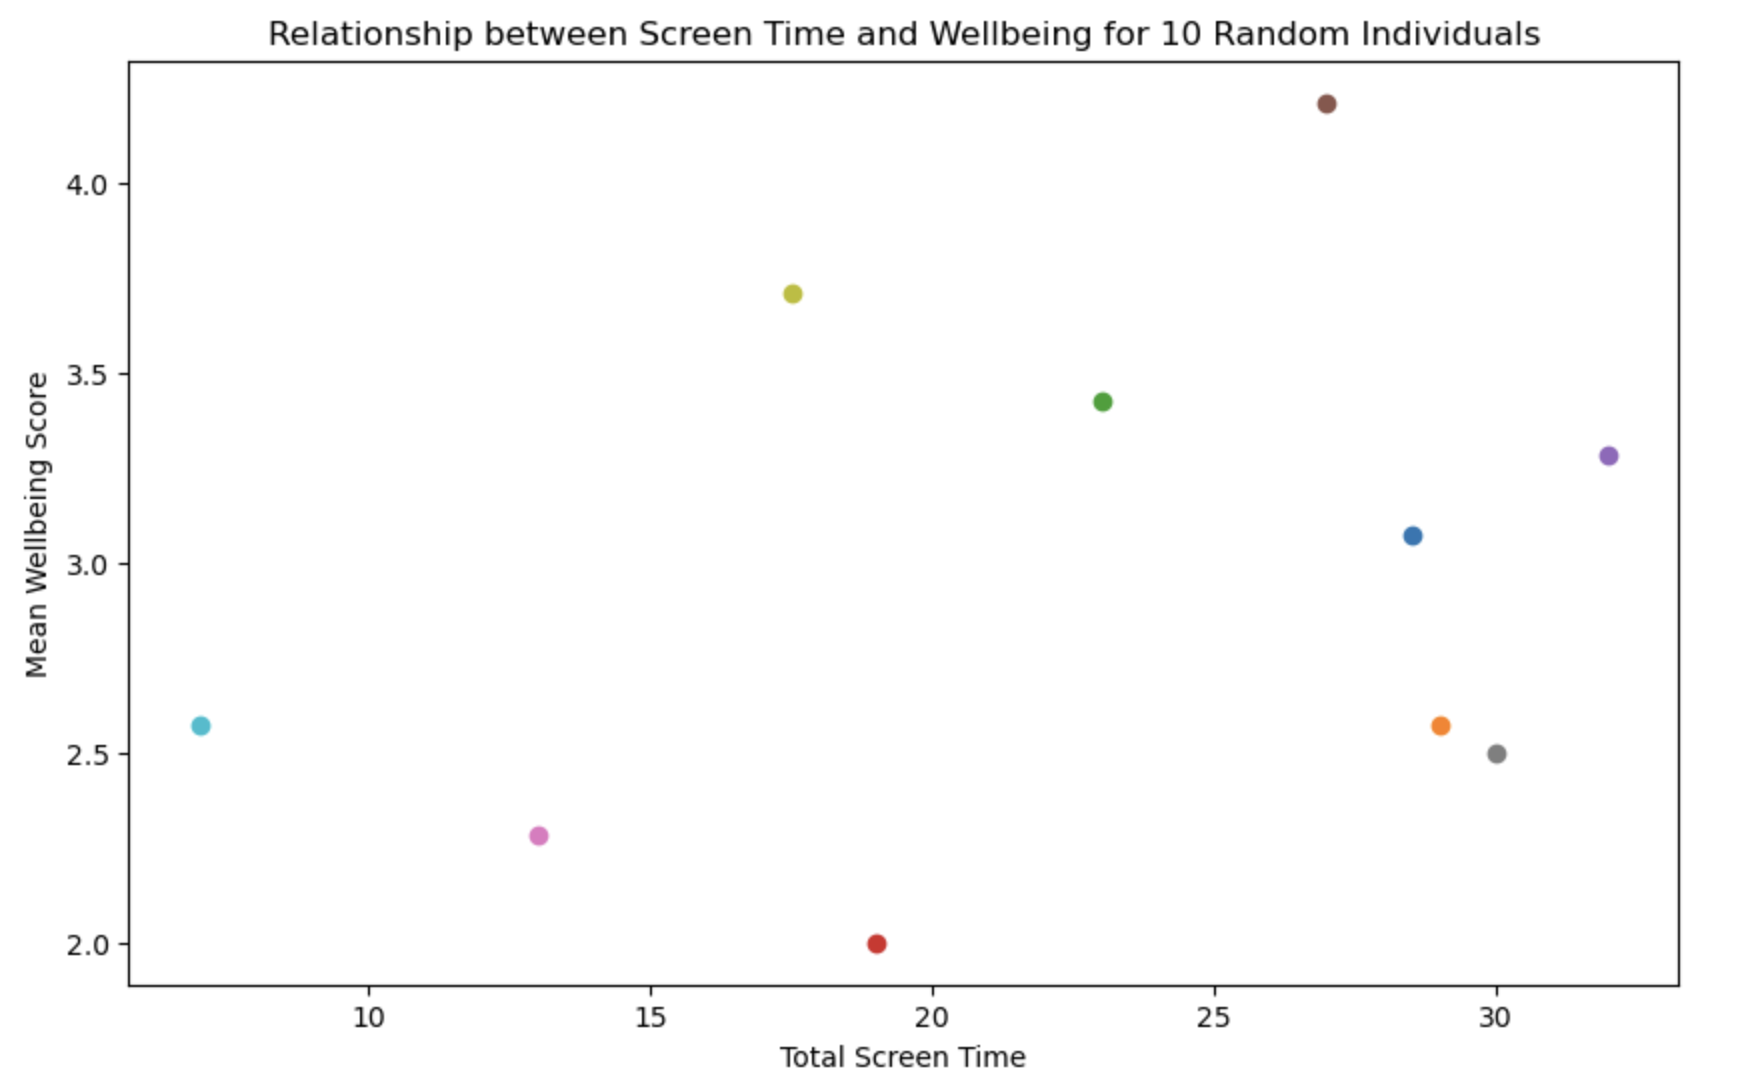 Relationship between Screen Time and Wellbeing for 10 Random Individuals
Mean Wellbeing Score
4.0
3.5
3.0
2.5
2.0
10 15 20 25 30
Total Screen Time